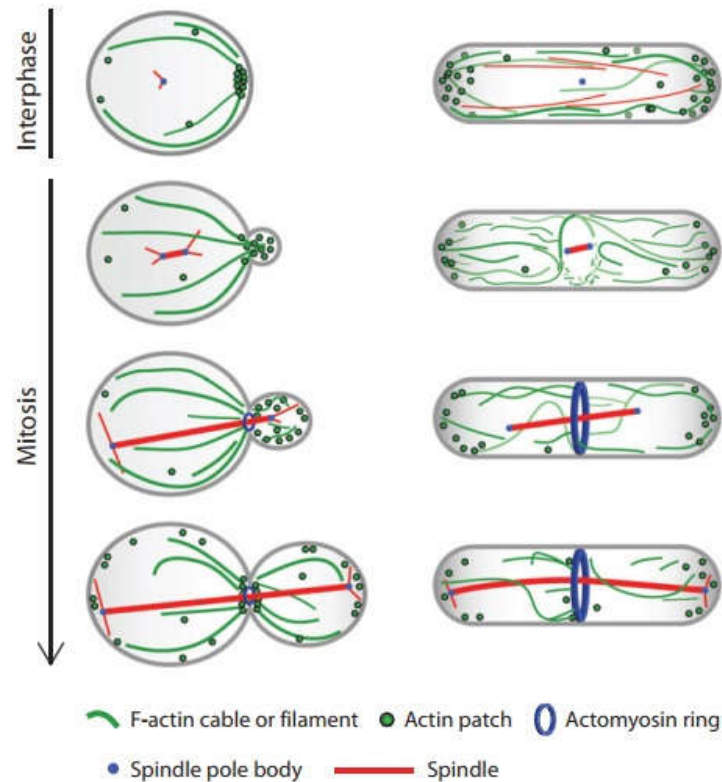 Interphase
Mitosis
F-actin cable or filament
Actin patch
Actomyosin ring
Spindle pole body
Spindle